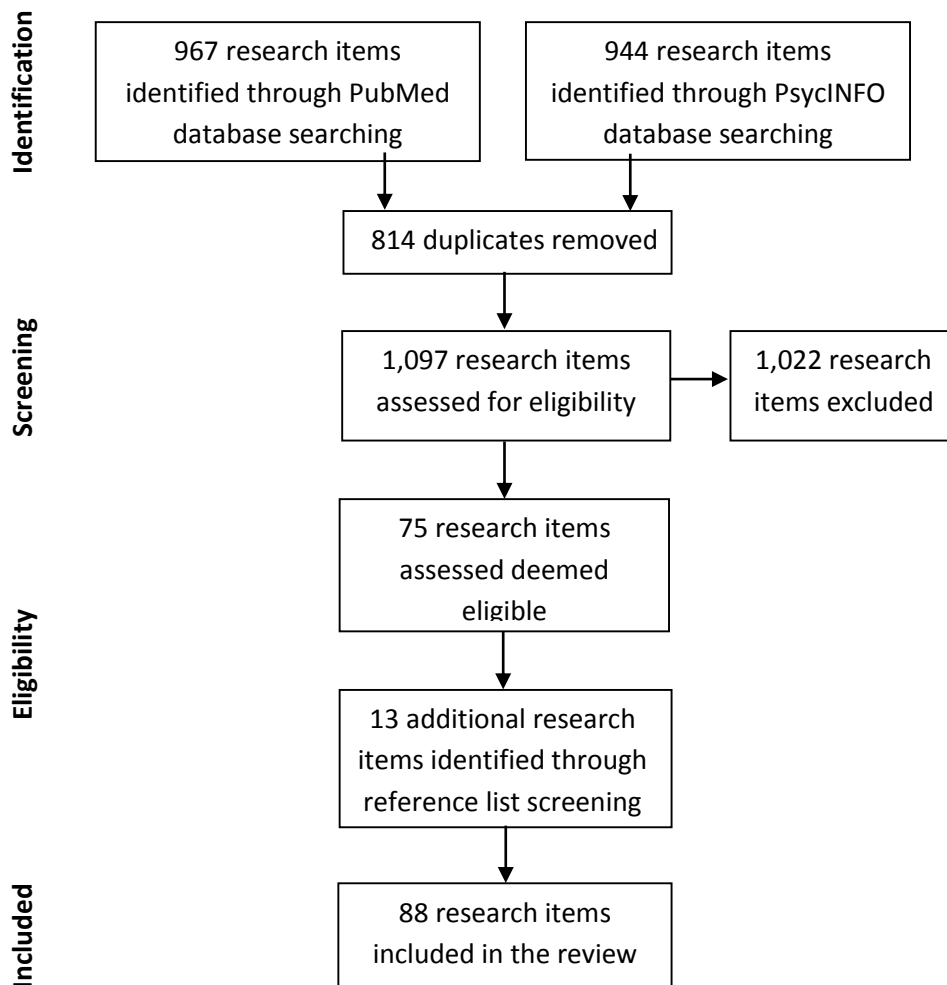 Identification
967 research items
identified through PubMed
database searching
944 research items
identified through PsycINFO
database searching
814 duplicates removed
Screening
1,097 research items
assessed for eligibility
1,022 research
items excluded
Eligibility
75 research items
assessed deemed
eligible
13 additional research
items identified through
reference list screening
Included
88 research items
included in the review